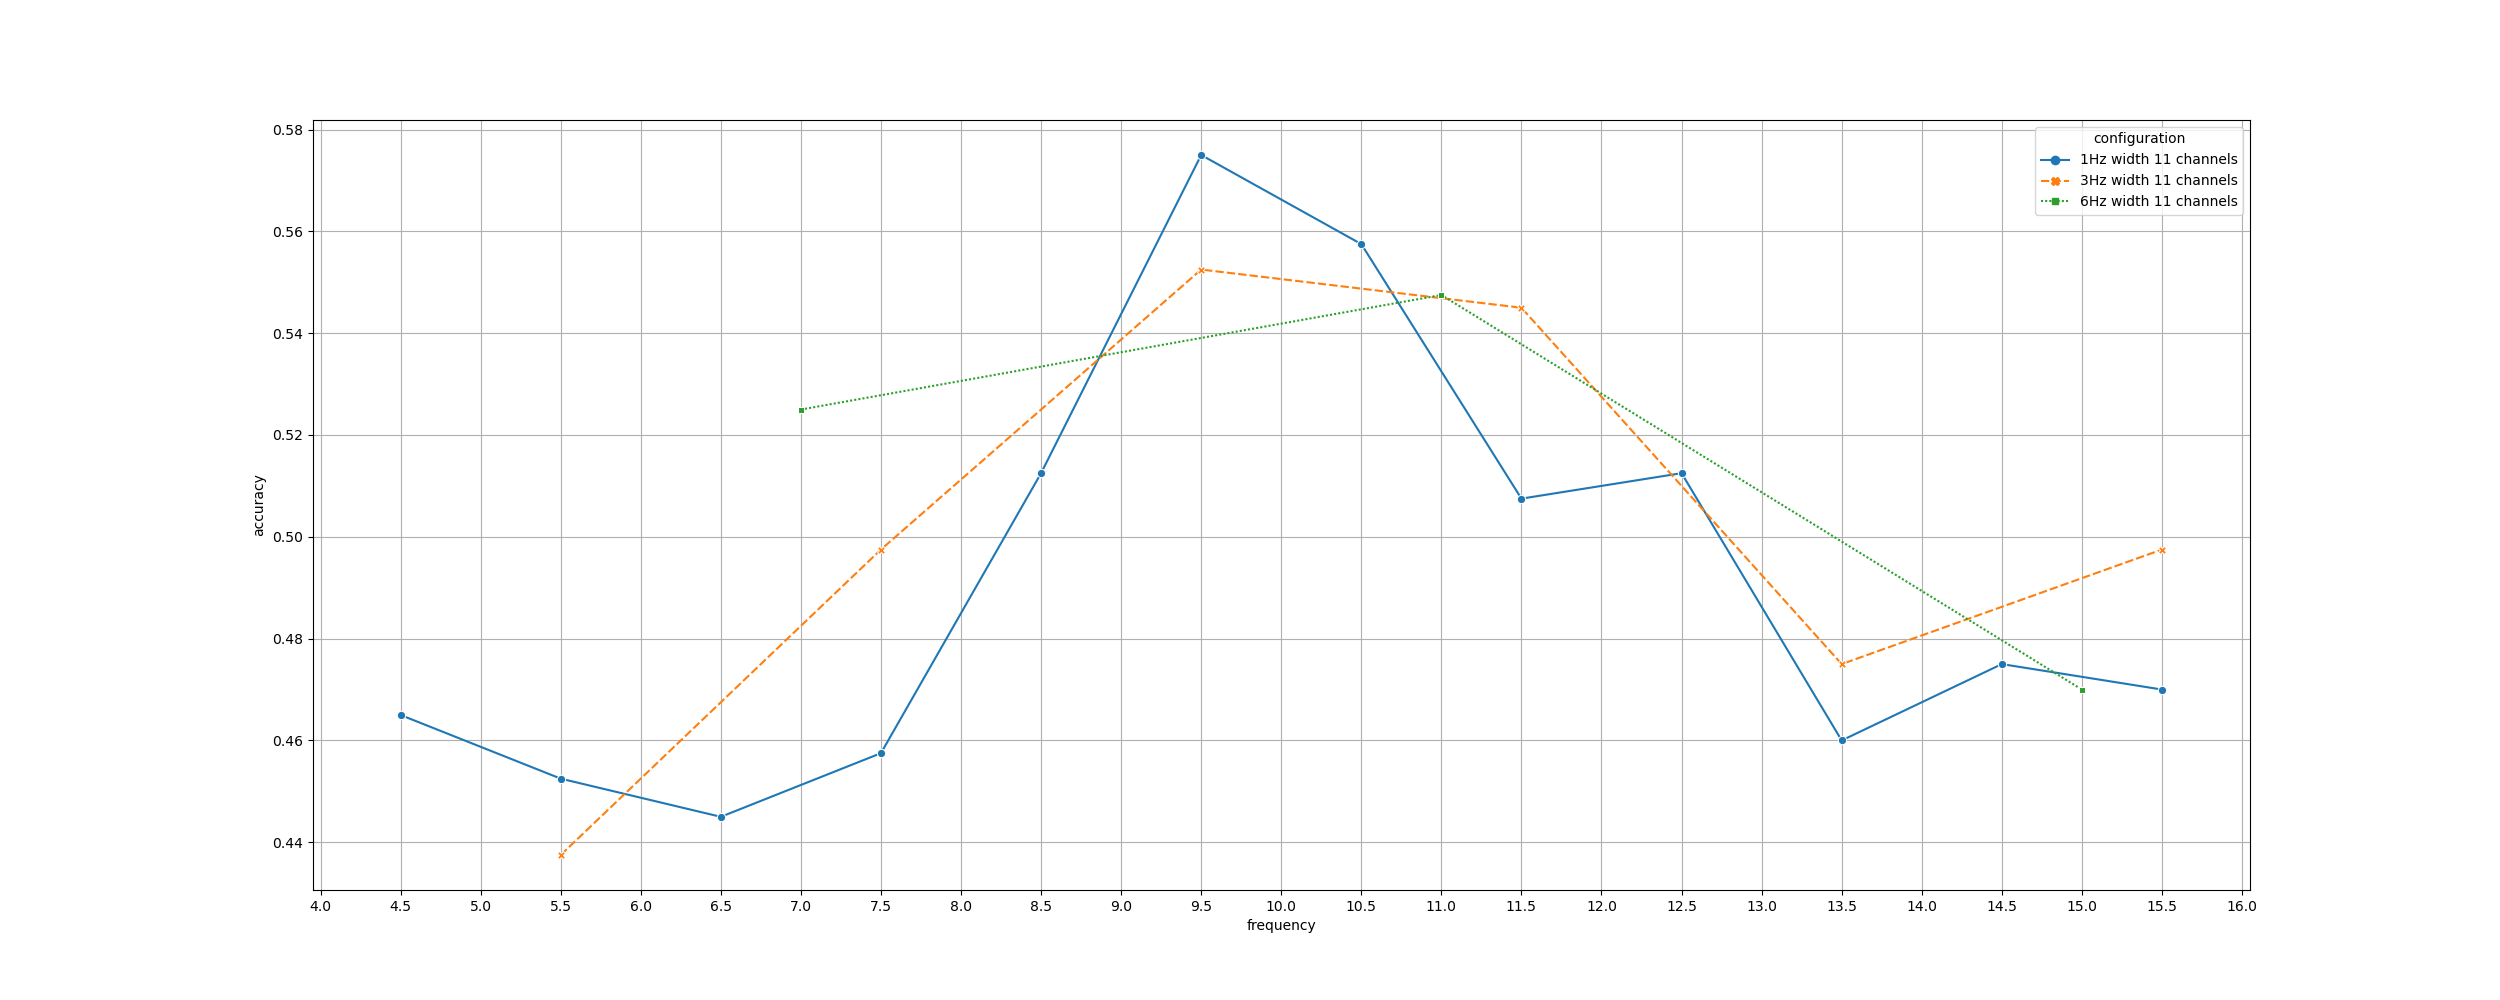 configuration
1Hz width 11 channels
3Hz width 11 channels
6Hz width 11 channels
0.58
0.56
0.54
0.52
0.50
0.48
0.46
0.44
accuracy
4.0 4.5 5.0 5.5 6.0 6.5 7.0 7.5 8.0 8.5 9.0 9.5 10.0 10.5 11.0 11.5 12.0 12.5 13.0 13.5 14.0 14.5 15.0 15.5 16.0
frequency